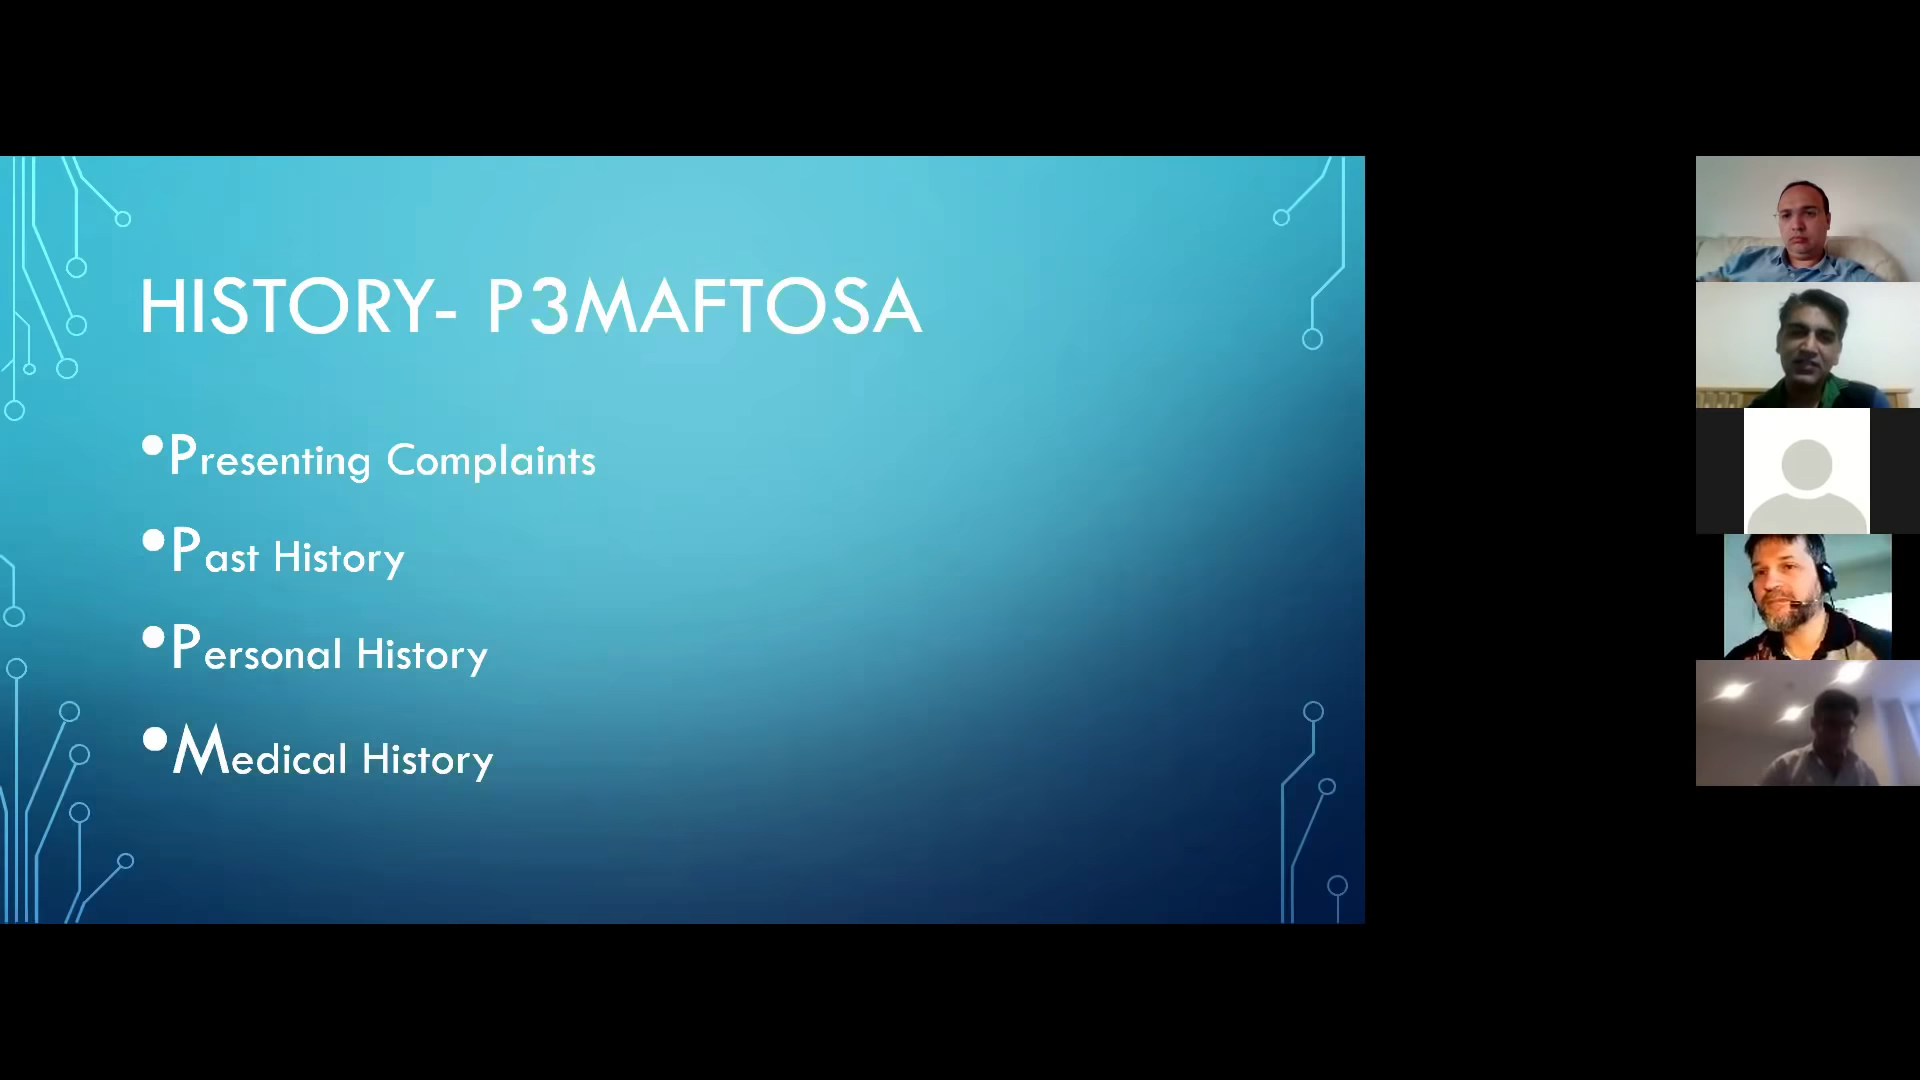 HISTORY- P3MAFTOSA
•Presenting Complaints
•Past History
•Personal History
•Medical History